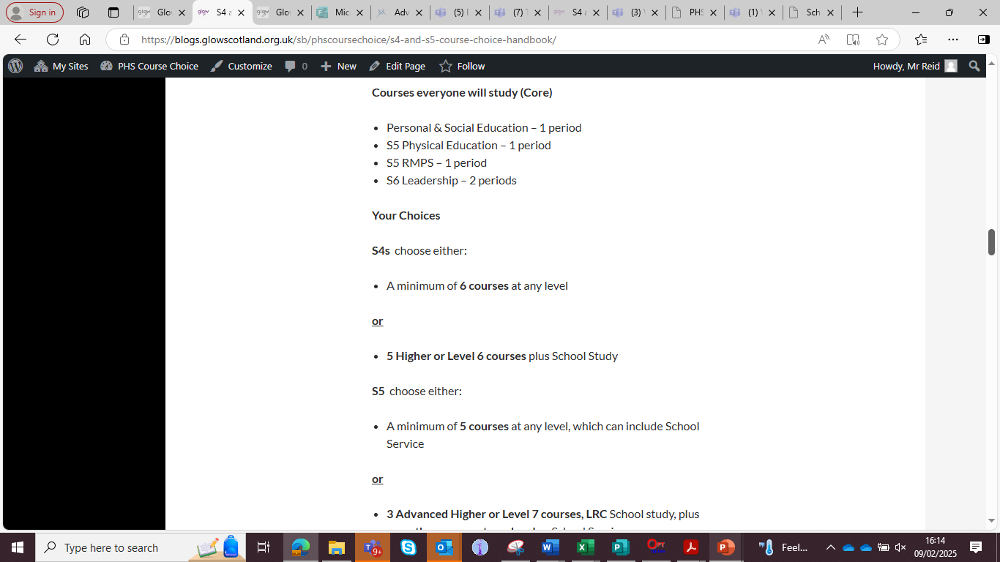 Sign in
Glo
S4 a
Glo
Mic
Adv
(5) E
(7) T
S4 a
(3)
PHS
(1)
Sch
https://blogs.glowscotland.org.uk/sb/phscoursechoice/s4-and-s5-course-choice-handbook/
My Sites PHS Course Choice Customize 0 New Edit Page Follow Howdy, Mr Reid
Courses everyone will study (Core)
• Personal & Social Education – 1 period
• S5 Physical Education – 1 period
• S5 RMPS – 1 period
• S6 Leadership – 2 periods
Your Choices
S4s choose either:
• A minimum of 6 courses at any level
or
• 5 Higher or Level 6 courses plus School Study
S5 choose either:
• A minimum of 5 courses at any level, which can include School
Service
or
• 3 Advanced Higher or Level 7 courses, LRC School study, plus
Type here to search
9+
Feel...
16:14
09/02/2025